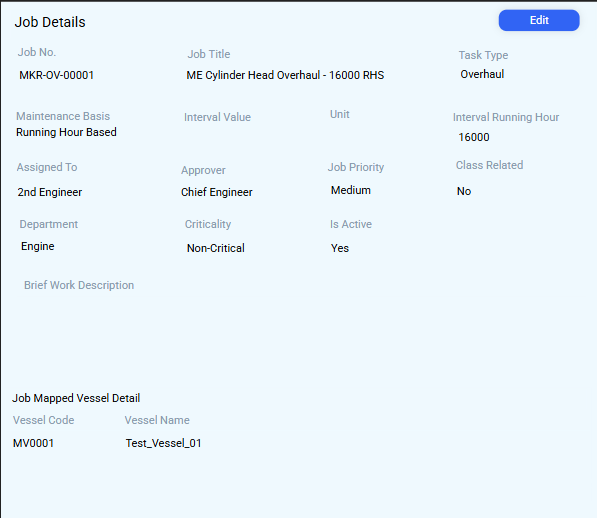 Job Details
Edit
Job No.
Job Title
Task Type
MKR-OV-00001
ME Cylinder Head Overhaul - 16000 RHS
Overhaul
Maintenance Basis
Interval Value
Unit
Interval Running Hour
Running Hour Based
16000
Assigned To
Approver
Job Priority
Class Related
2nd Engineer
Chief Engineer
Medium
No
Department
Criticality
Is Active
Engine
Non-Critical
Yes
Brief Work Description
Job Mapped Vessel Detail
Vessel Code
Vessel Name
MV0001
Test_Vessel_01